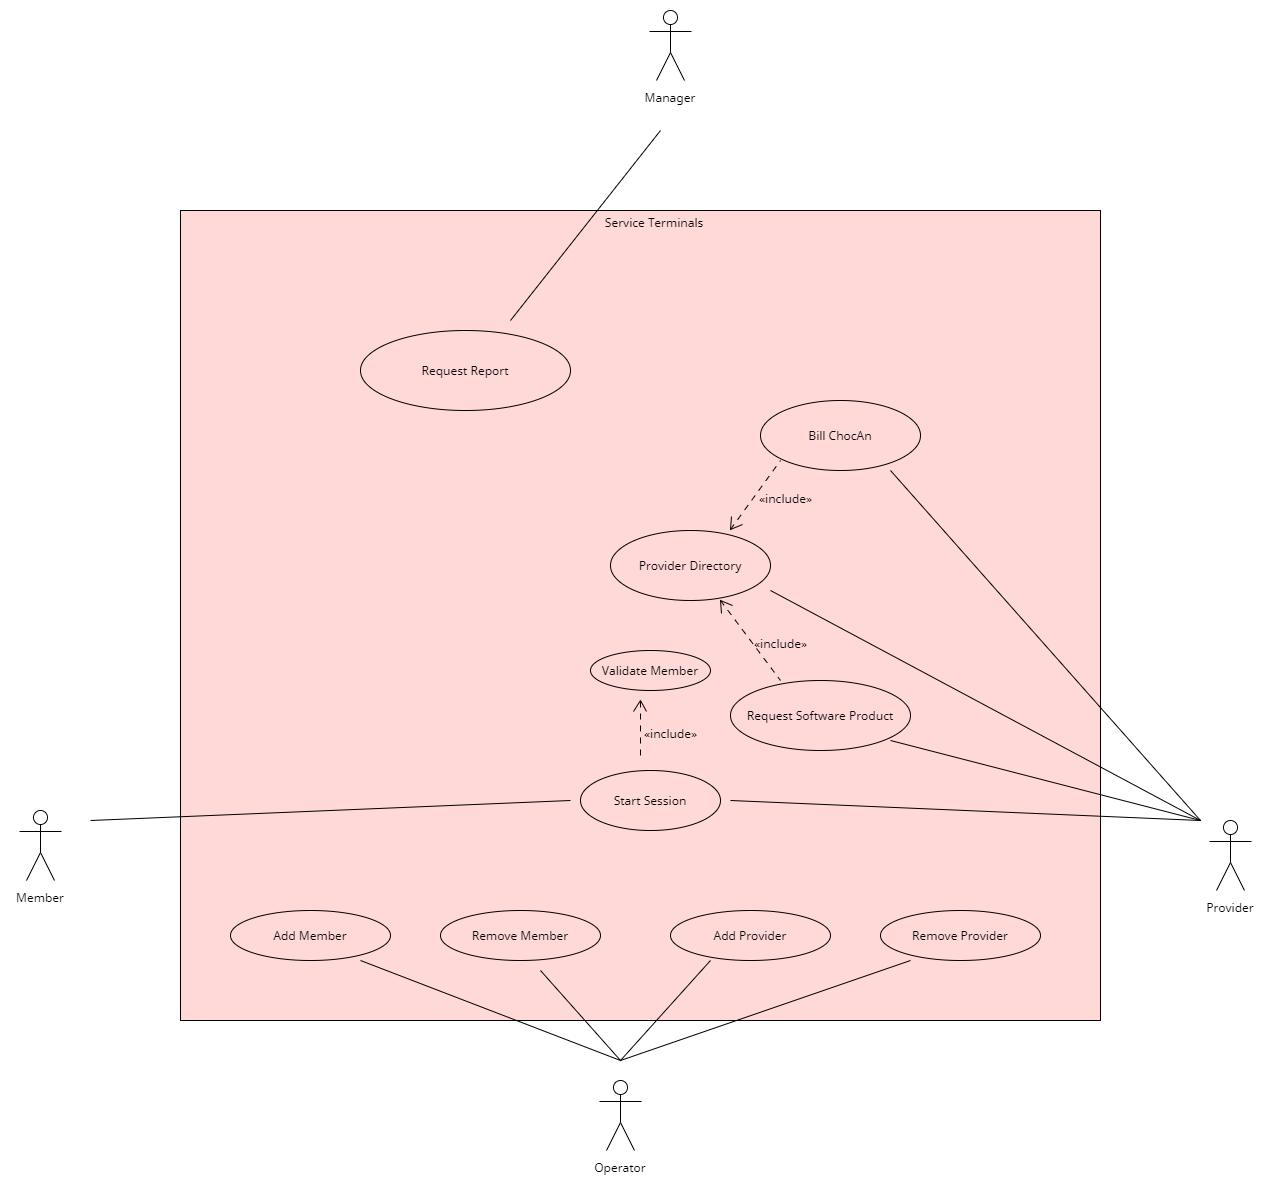 Manager
Service Terminals
Request Report
Bill ChocAn
«include»
Provider Directory
«include»
Validate Member
Request Software Product
«include»
Start Session
Member
Provider
Add Member
Remove Member
Add Provider
Remove Provider
Operator